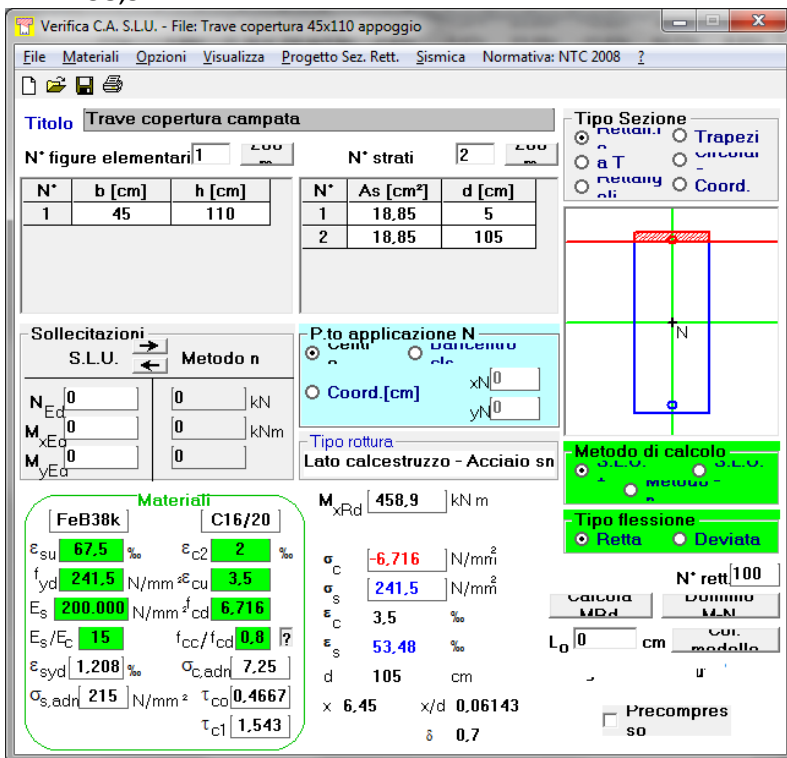 Verifica C.A. S.L.U. - File: Trave copertura 45x110 appoggio
File Materiali Opzioni Visualizza Progetto Sez. Rett. Sismica Normativa: NTC 2008 ?
Titolo Trave copertura campata
N° figure elementari 1
N° strati 2
N° b [cm] h [cm]
1 45 110
N° As [cm²] d [cm]
1 18,85 5
2 18,85 105
Tipo Sezione
Trapezi
a T
Coord.
N
Sollecitazioni
S.L.U. Metodo n
N Ed 0 0 kN
M xEd 0 0 kNm
M yEd 0 0
P.to applicazione N
Coord.[cm]
xN 0
yN 0
Tipo rottura
Lato calcestruzzo - Acciaio sn
Metodo di calcolo
Tipo flessione
Retta Deviata
N° rett 100
L0 0 cm
Precompres
so
Materiali
FeB38k C16/20
εsu 67,5 ‰ εc2 2 ‰
fyd 241,5 N/mm² εcu 3,5
Es 200.000 N/mm² fcd 6,716
Es/Ec 15 fcc/fcd 0,8 ?
εsyd 1,208 ‰ σc,adn 7,25
σs,adn 215 N/mm² τco 0,4667
τc1 1,543
MxRd 458,9 kN m
σc -6,716 N/mm²
σs 241,5 N/mm²
εc 3,5 ‰
εs 53,48 ‰
d 105 cm
x 6,45 x/d 0,06143
δ 0,7